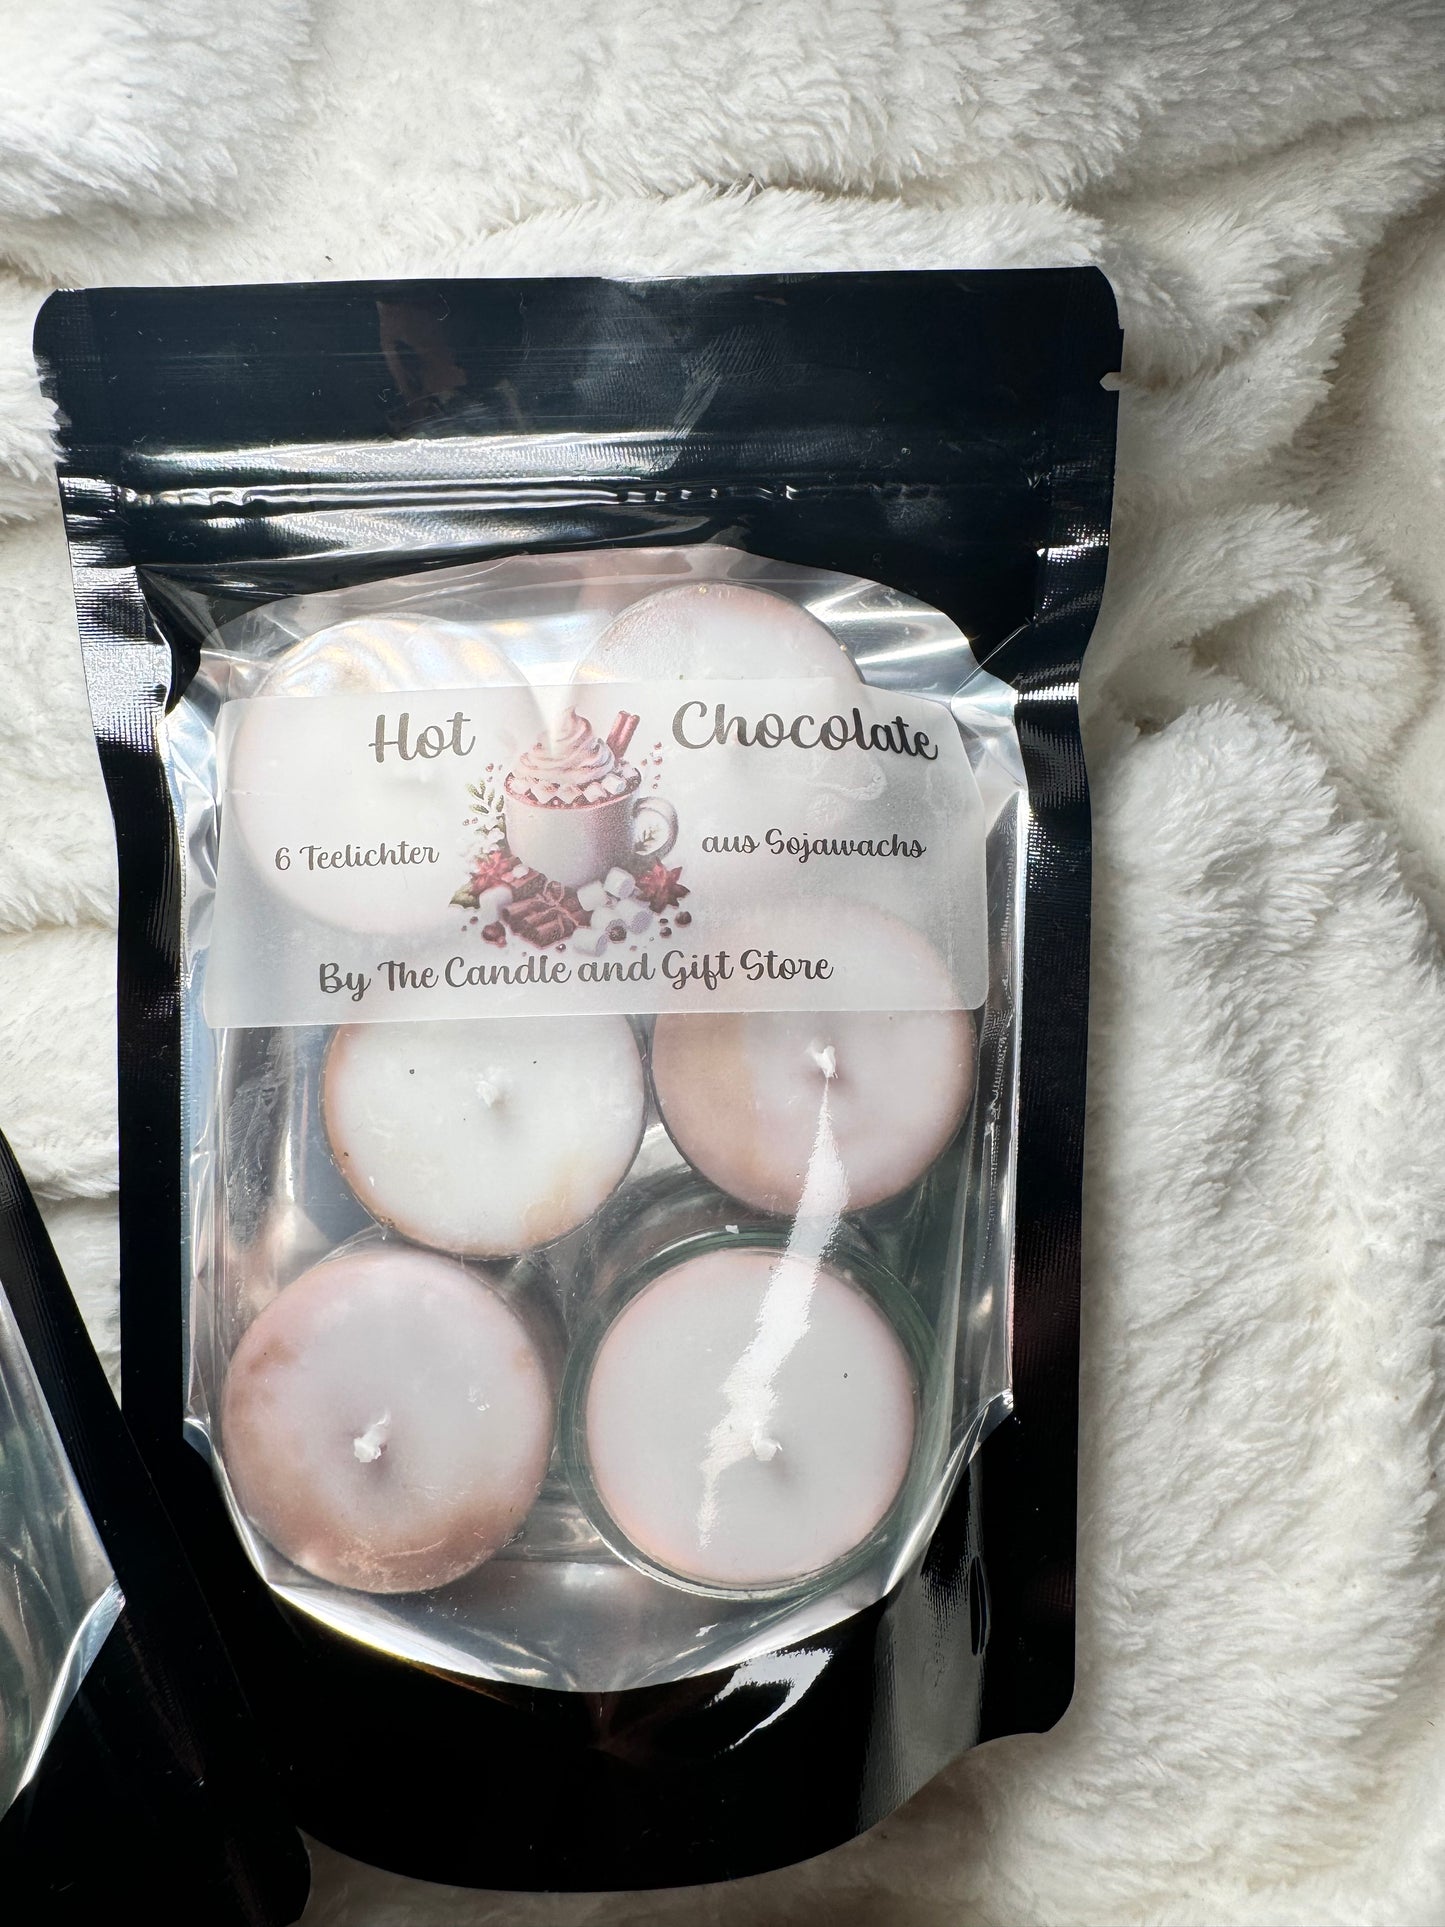 Hot Chocolate
6 Teelichter aus Sojawachs
By The Candle and Gift Store